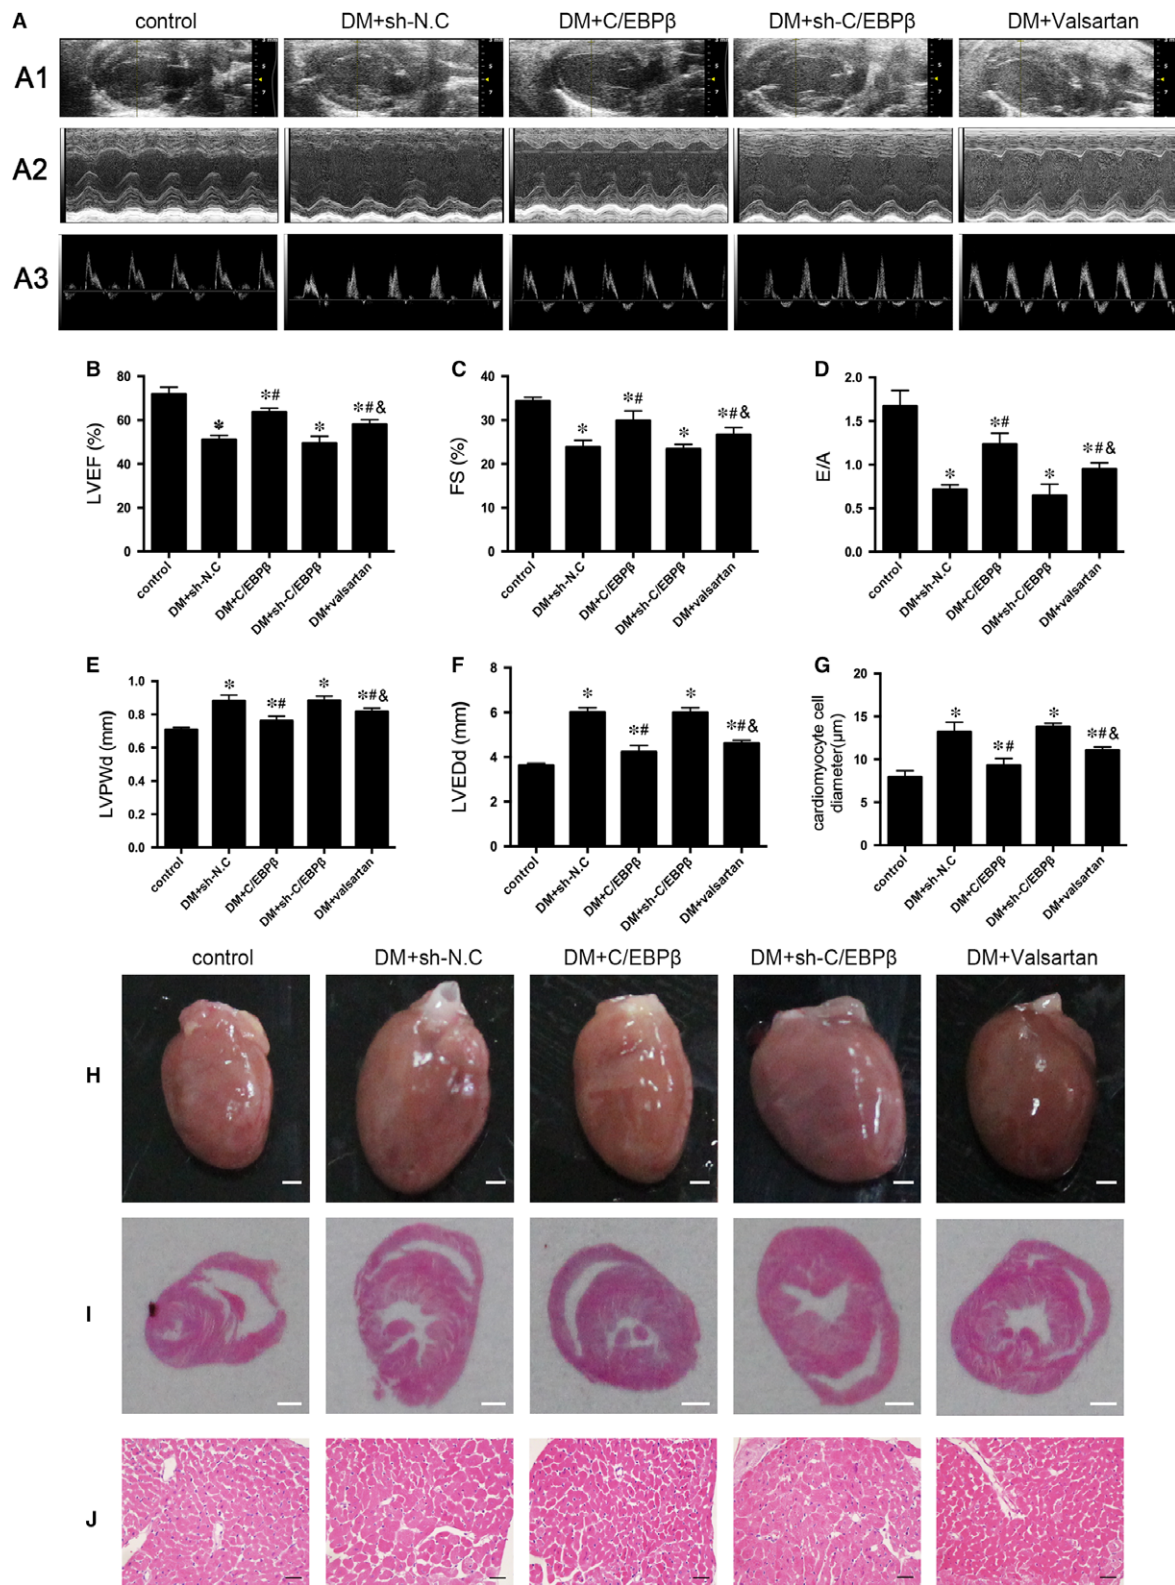 A control DM+sh-N.C DM+C/EBPβ DM+sh-C/EBPβ DM+Valsartan
A1
A2
A3
B
LVEF (%)
80
60
40
20
0
* *# * *#&
control DM+sh-N.C DM+C/EBPβ DM+sh-C/EBPβ DM+valsartan
C
FS (%)
40
30
20
10
0
* *# * *#&
control DM+sh-N.C DM+C/EBPβ DM+sh-C/EBPβ DM+valsartan
D
E/A
2.0
1.5
1.0
0.5
0.0
* *# * *#&
control DM+sh-N.C DM+C/EBPβ DM+sh-C/EBPβ DM+valsartan
E
LVPWd (mm)
1.0
0.8
0.6
0.4
0.2
0.0
* *# * *#&
control DM+sh-N.C DM+C/EBPβ DM+sh-C/EBPβ DM+valsartan
F
LVEDd (mm)
8
6
4
2
0
* *# * *#&
control DM+sh-N.C DM+C/EBPβ DM+sh-C/EBPβ DM+valsartan
G
cardiomyocyte cell
diameter(μm)
20
15
10
5
0
* *# * *#&
control DM+sh-N.C DM+C/EBPβ DM+sh-C/EBPβ DM+valsartan
control DM+sh-N.C DM+C/EBPβ DM+sh-C/EBPβ DM+Valsartan
H
I
J